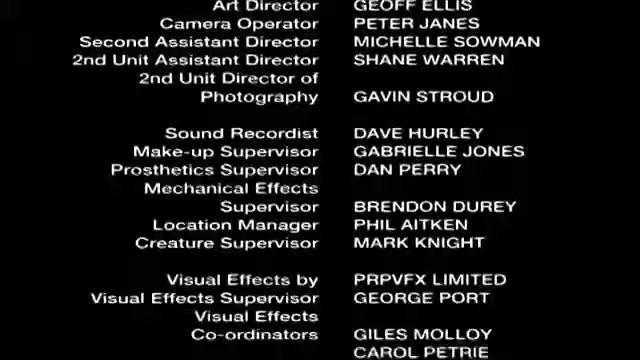 Art Director GEOFF ELLIS
Camera Operator PETER JANES
Second Assistant Director MICHELLE SOWMAN
2nd Unit Assistant Director SHANE WARREN
2nd Unit Director of
Photography GAVIN STROUD
Sound Recordist DAVE HURLEY
Make-up Supervisor GABRIELLE JONES
Prosthetics Supervisor DAN PERRY
Mechanical Effects
Supervisor BRENDON DUREY
Location Manager PHIL AITKEN
Creature Supervisor MARK KNIGHT
Visual Effects by PRPVFX LIMITED
Visual Effects Supervisor GEORGE PORT
Visual Effects
Co-ordinators GILES MOLLOY
CAROL PETRIE